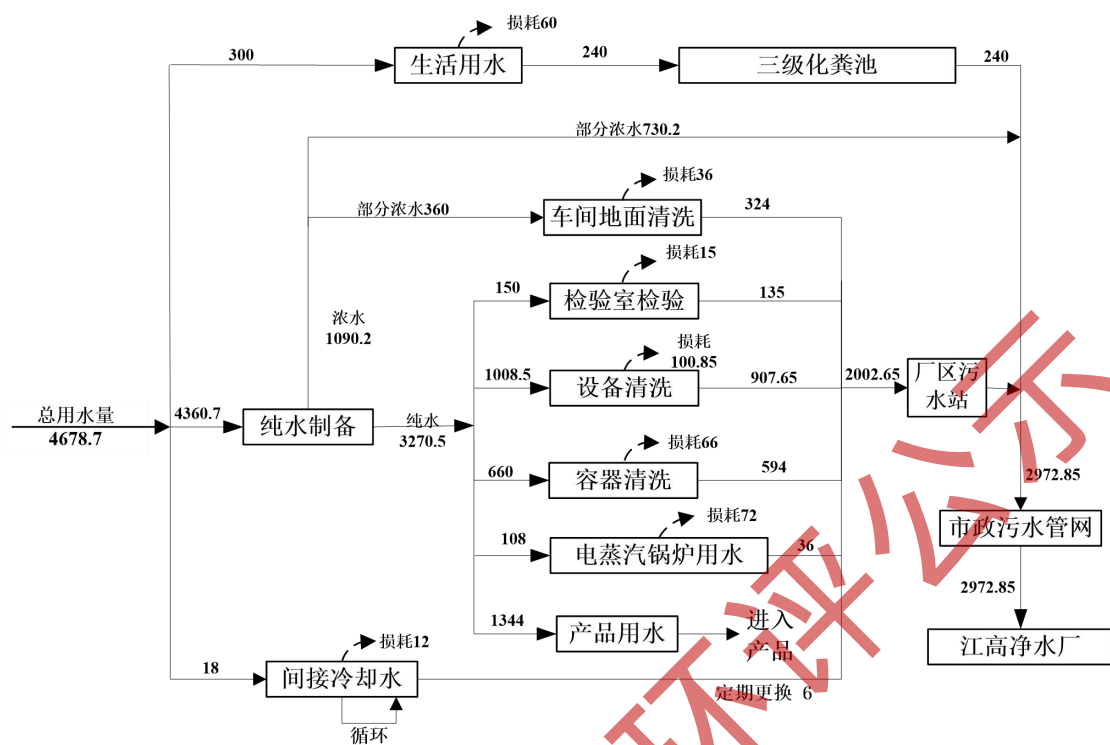 损耗60
300
生活用水
240
三级化粪池
240
部分浓水730.2
损耗36
部分浓水360
车间地面清洗
324
损耗15
150
检验室检验
135
浓水
1090.2
损耗
100.85
1008.5
设备清洗
907.65
2002.65
厂区污
水站
总用水量
4678.7
4360.7
纯水制备
纯水
3270.5
损耗66
660
容器清洗
594
2972.85
损耗72
108
电蒸汽锅炉用水
36
市政污水管网
2972.85
1344
产品用水
进入
产品
江高净水厂
损耗12
18
间接冷却水
定期更换 6
循环
环评公示